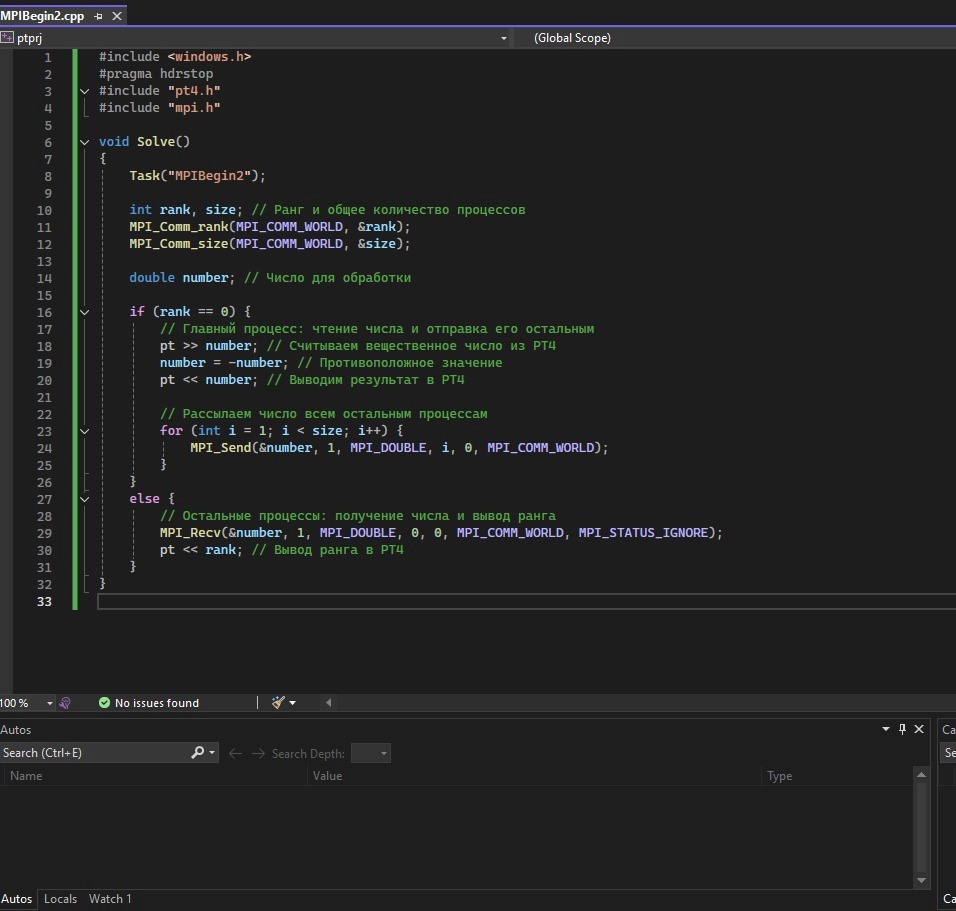 MPIBegin2.cpp
ptprj (Global Scope)
1 #include <windows.h>
2 #pragma hdrstop
3 #include "pt4.h"
4 #include "mpi.h"
5
6 void Solve()
7 {
8 Task("MPIBegin2");
9
10 int rank, size; // Ранг и общее количество процессов
11 MPI_Comm_rank(MPI_COMM_WORLD, &rank);
12 MPI_Comm_size(MPI_COMM_WORLD, &size);
13
14 double number; // Число для обработки
15
16 if (rank == 0) {
17 // Главный процесс: чтение числа и отправка его остальным
18 pt >> number; // Считываем вещественное число из PT4
19 number = -number; // Противоположное значение
20 pt << number; // Выводим результат в PT4
21
22 // Рассылаем число всем остальным процессам
23 for (int i = 1; i < size; i++) {
24 MPI_Send(&number, 1, MPI_DOUBLE, i, 0, MPI_COMM_WORLD);
25 }
26 }
27 else {
28 // Остальные процессы: получение числа и вывод ранга
29 MPI_Recv(&number, 1, MPI_DOUBLE, 0, 0, MPI_COMM_WORLD, MPI_STATUS_IGNORE);
30 pt << rank; // Вывод ранга в PT4
31 }
32 }
33
100 % No issues found
Autos Ca
Search (Ctrl+E) Search Depth: Se
Name Value Type
Autos Locals Watch 1 Ca